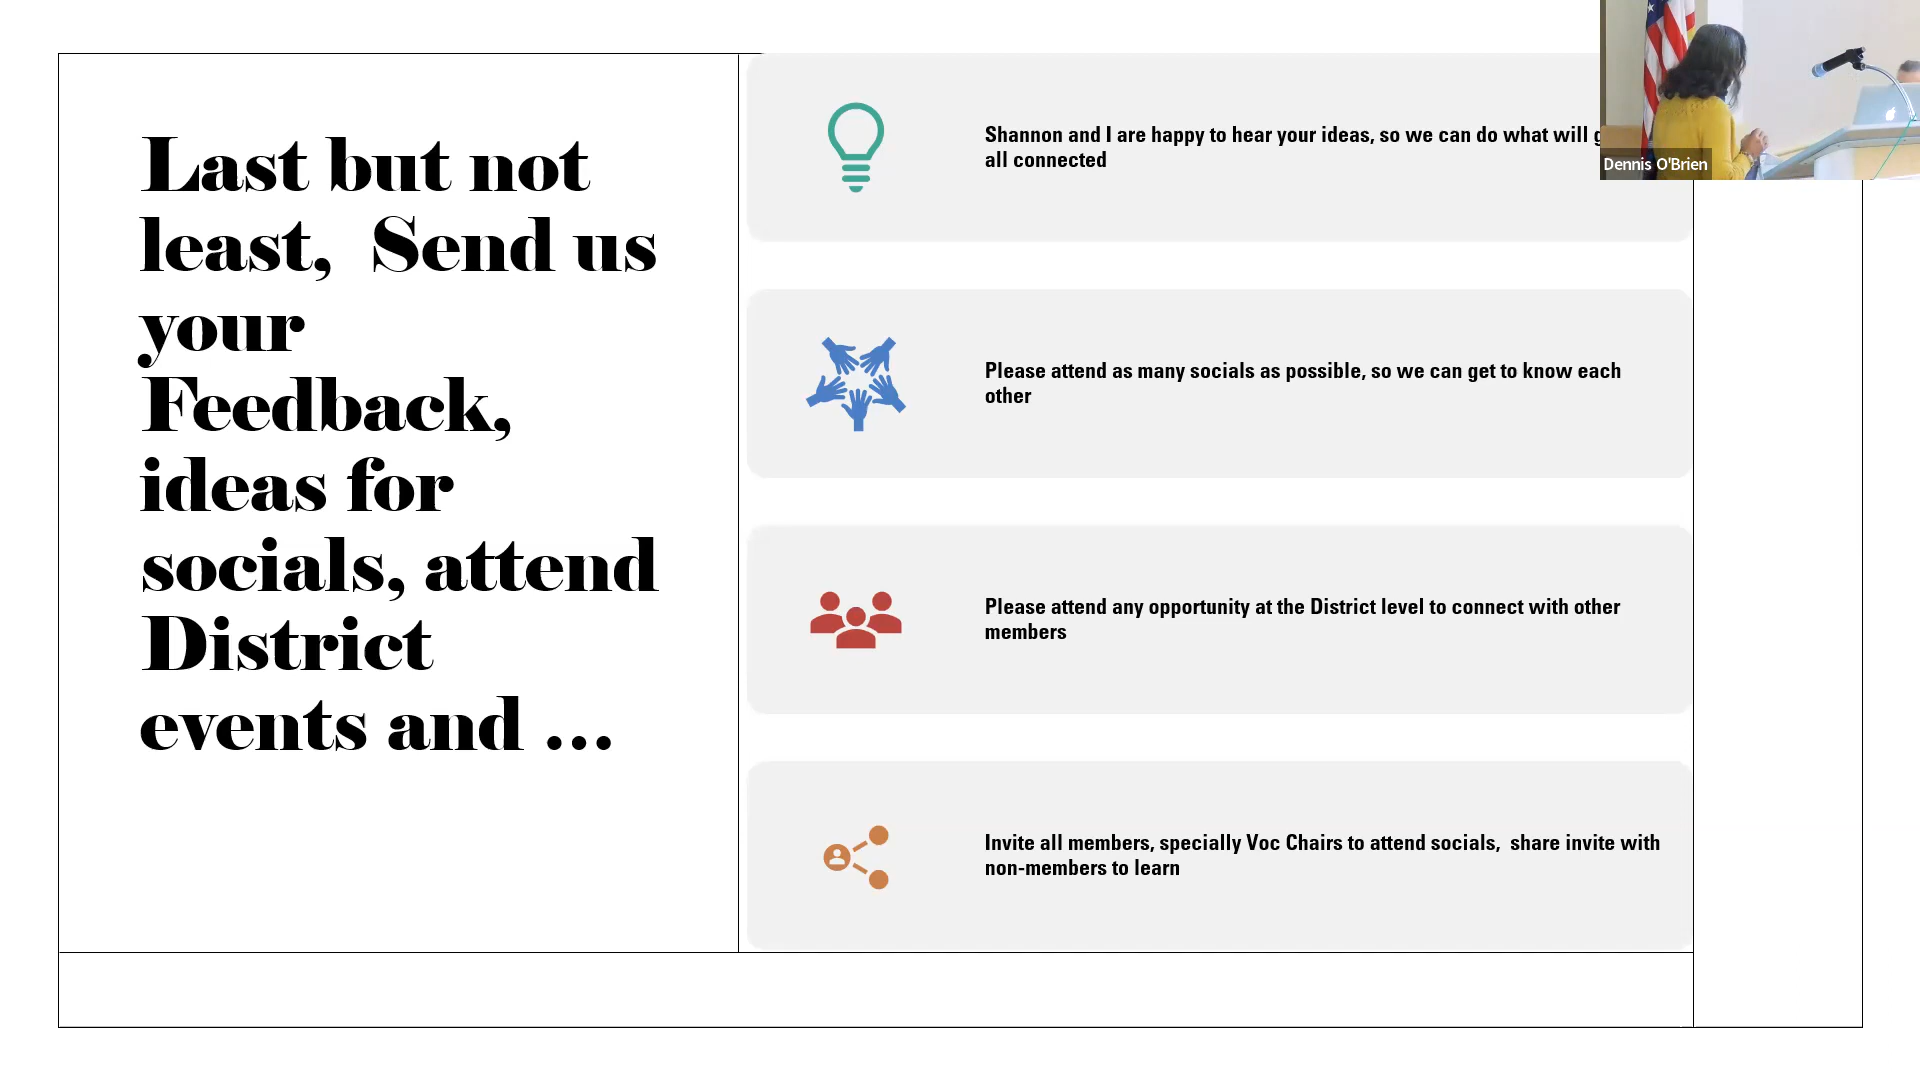 Last but not
least,  Send us
your
Feedback,
ideas for
socials, attend
District
events and ...
Shannon and I are happy to hear your ideas, so we can do what will
all connected
Please attend as many socials as possible, so we can get to know each
other
Please attend any opportunity at the District level to connect with other
members
Invite all members, specially Voc Chairs to attend socials,  share invite with
non-members to learn
Dennis O'Brien